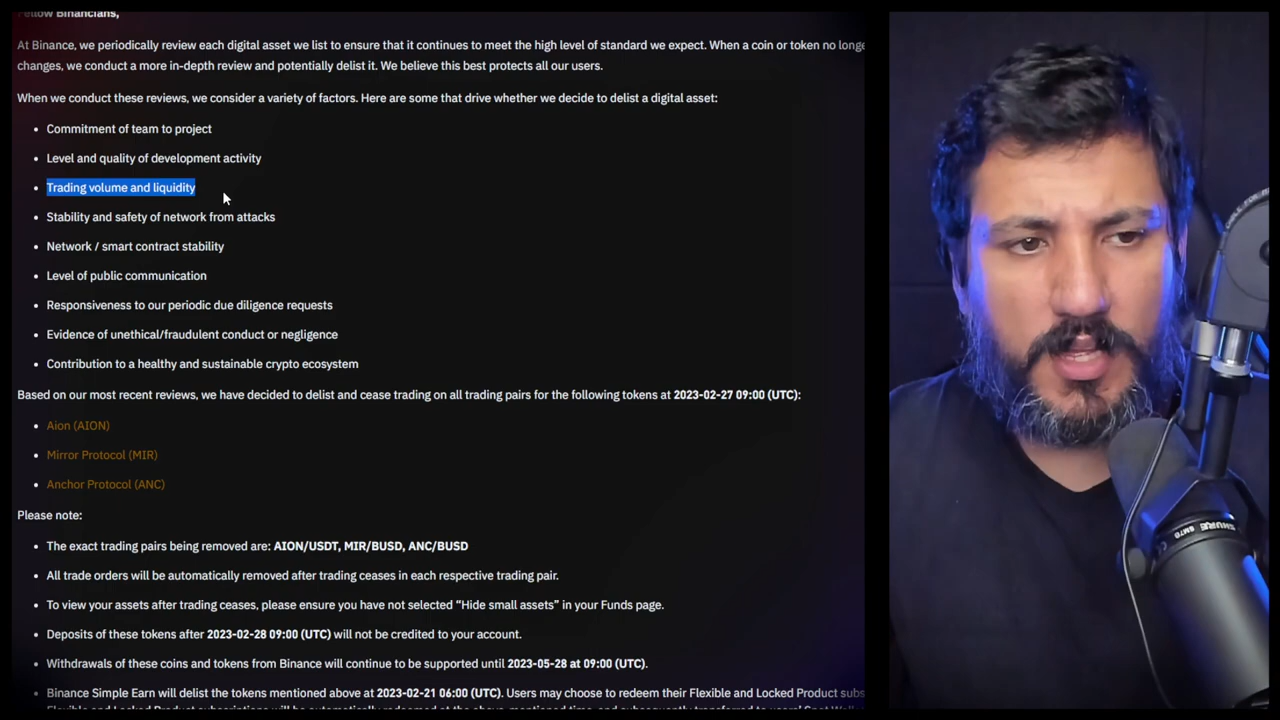 Fellow Binancians,
At Binance, we periodically review each digital asset we list to ensure that it continues to meet the high level of standard we expect. When a coin or token no longe
changes, we conduct a more in-depth review and potentially delist it. We believe this best protects all our users.
When we conduct these reviews, we consider a variety of factors. Here are some that drive whether we decide to delist a digital asset:
• Commitment of team to project
• Level and quality of development activity
• Trading volume and liquidity
• Stability and safety of network from attacks
• Network / smart contract stability
• Level of public communication
• Responsiveness to our periodic due diligence requests
• Evidence of unethical/fraudulent conduct or negligence
• Contribution to a healthy and sustainable crypto ecosystem
Based on our most recent reviews, we have decided to delist and cease trading on all trading pairs for the following tokens at 2023-02-27 09:00 (UTC):
• Aion (AION)
• Mirror Protocol (MIR)
• Anchor Protocol (ANC)
Please note:
• The exact trading pairs being removed are: AION/USDT, MIR/BUSD, ANC/BUSD
• All trade orders will be automatically removed after trading ceases in each respective trading pair.
• To view your assets after trading ceases, please ensure you have not selected “Hide small assets” in your Funds page.
• Deposits of these tokens after 2023-02-28 09:00 (UTC) will not be credited to your account.
• Withdrawals of these coins and tokens from Binance will continue to be supported until 2023-05-28 at 09:00 (UTC).
• Binance Simple Earn will delist the tokens mentioned above at 2023-02-21 06:00 (UTC). Users may choose to redeem their Flexible and Locked Product subs
SHURE SM7B